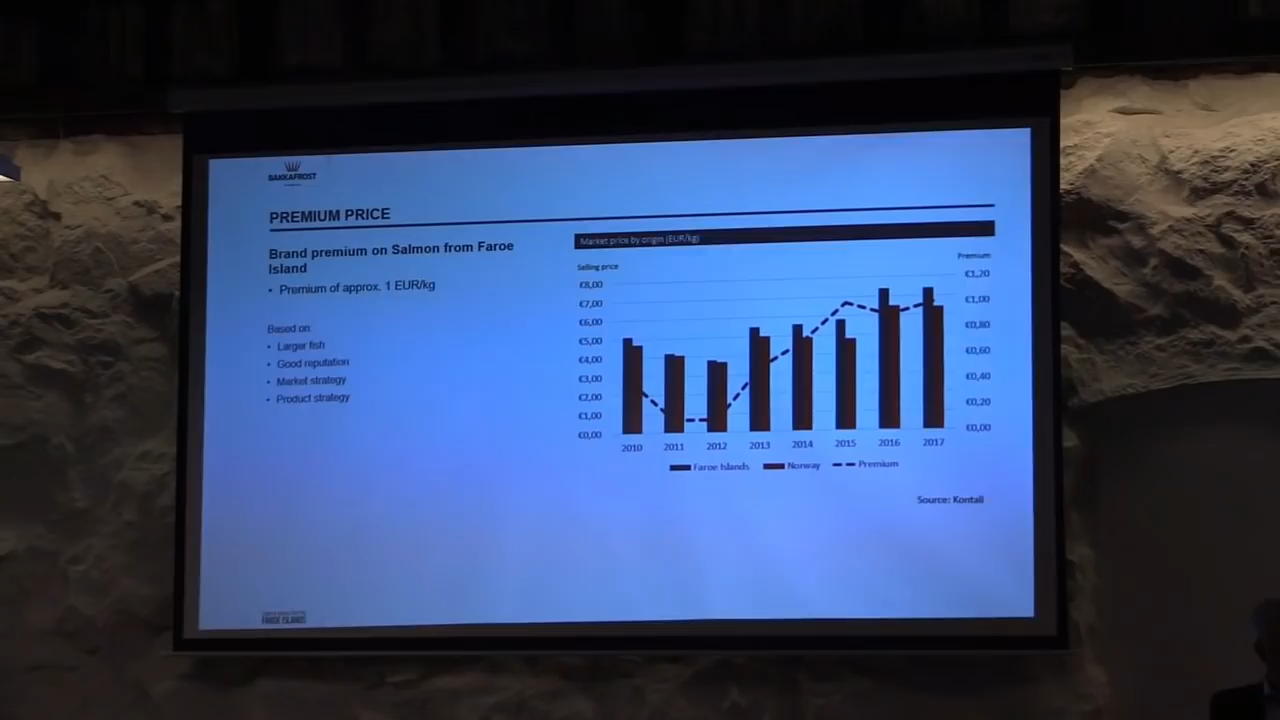 BAKKAFROST
PREMIUM PRICE
Brand premium on Salmon from Faroe
Island
• Premium of approx. 1 EUR/kg
Based on:
• Larger fish
• Good reputation
• Market strategy
• Product strategy
Market price by origin (EUR/kg)
Selling price
Premium
€8,00
€7,00
€6,00
€5,00
€4,00
€3,00
€2,00
€1,00
€0,00
€1,20
€1,00
€0,80
€0,60
€0,40
€0,20
€0,00
2010 2011 2012 2013 2014 2015 2016 2017
Faroe Islands Norway Premium
Source: Kontali
FAROE ISLANDS